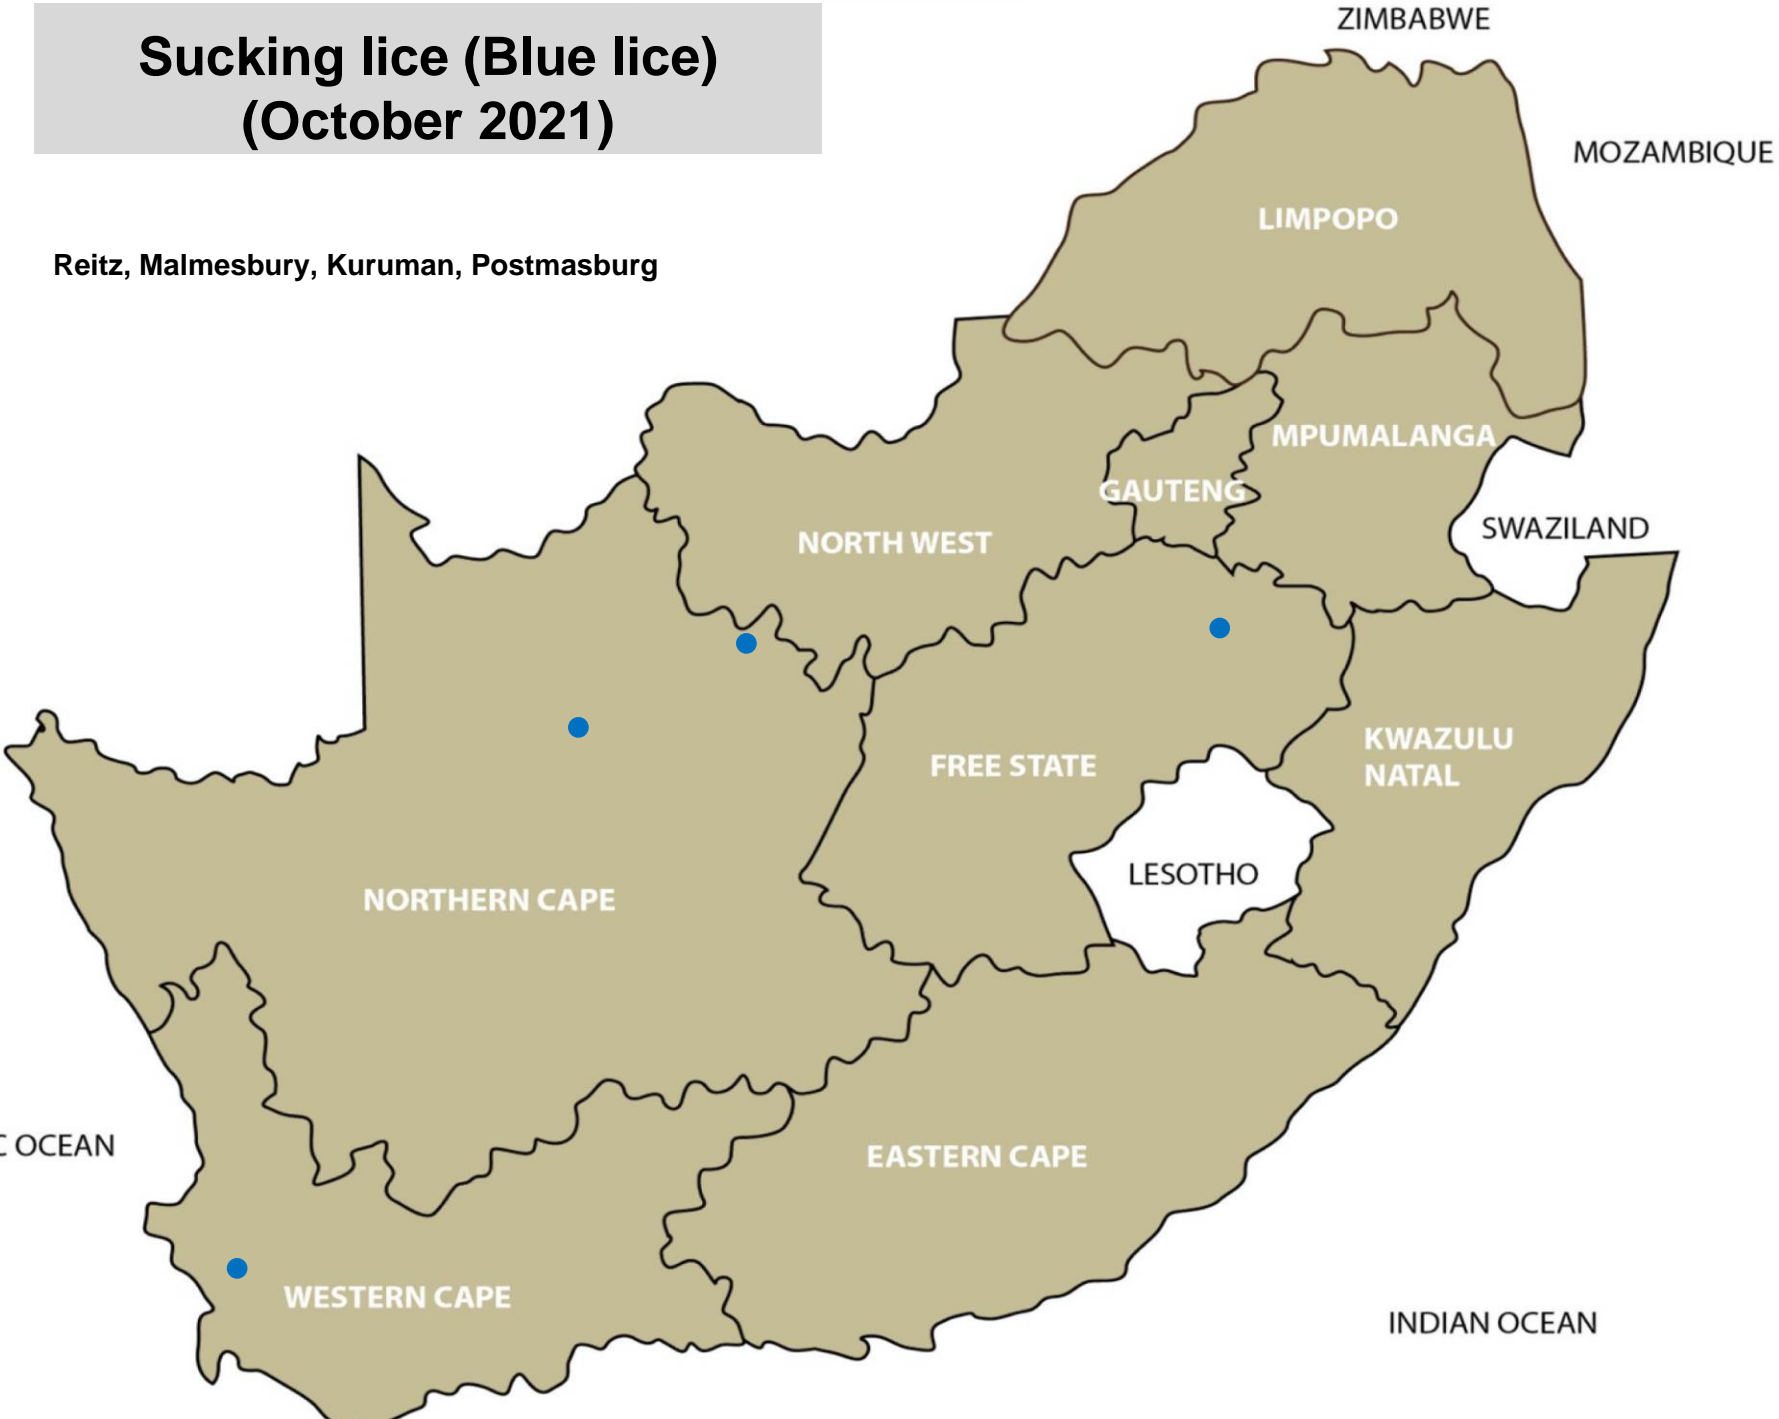 Sucking lice (Blue lice)
(October 2021)
ZIMBABWE
MOZAMBIQUE
LIMPOPO
Reitz, Malmesbury, Kuruman, Postmasburg
MPUMALANGA
GAUTENG
NORTH WEST
SWAZILAND
KWAZULU
NATAL
FREE STATE
LESOTHO
NORTHERN CAPE
C OCEAN
EASTERN CAPE
WESTERN CAPE
INDIAN OCEAN